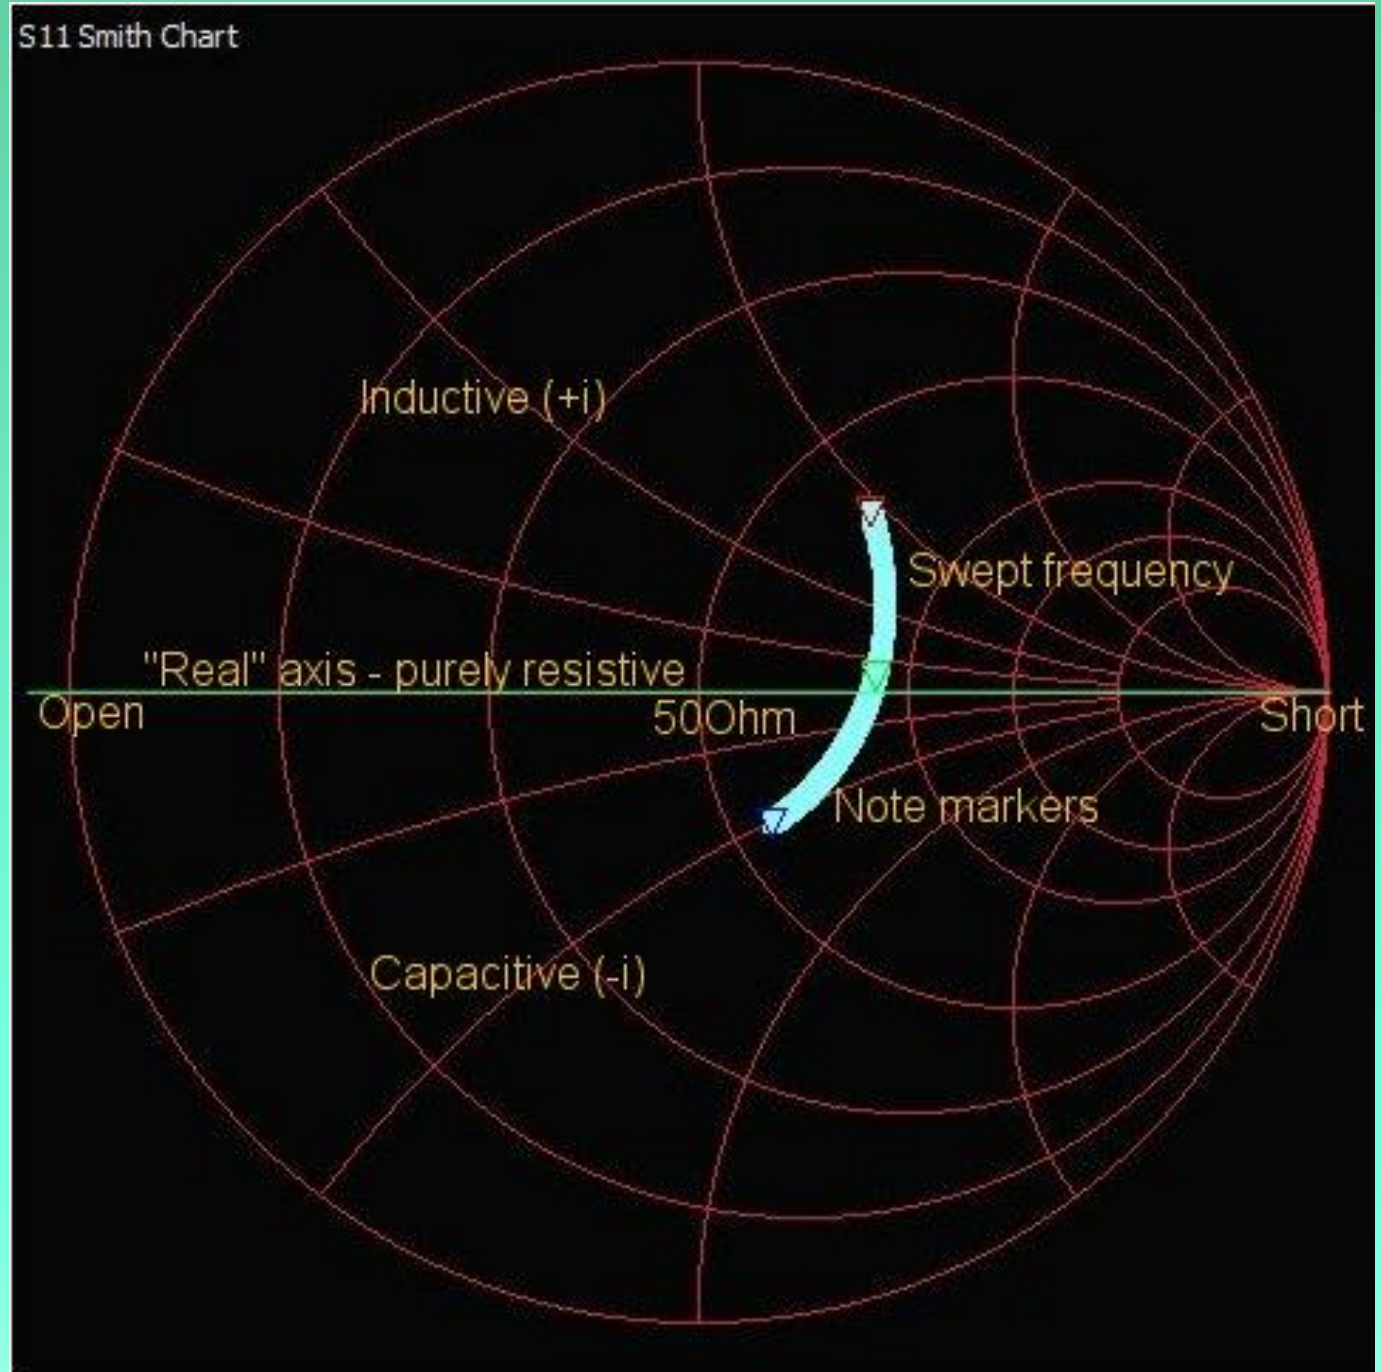 S11 Smith Chart
Inductive (+i)
Swept frequency
"Real" axis - purely resistive
Open
50Ohm
Short
Note markers
Capacitive (-i)